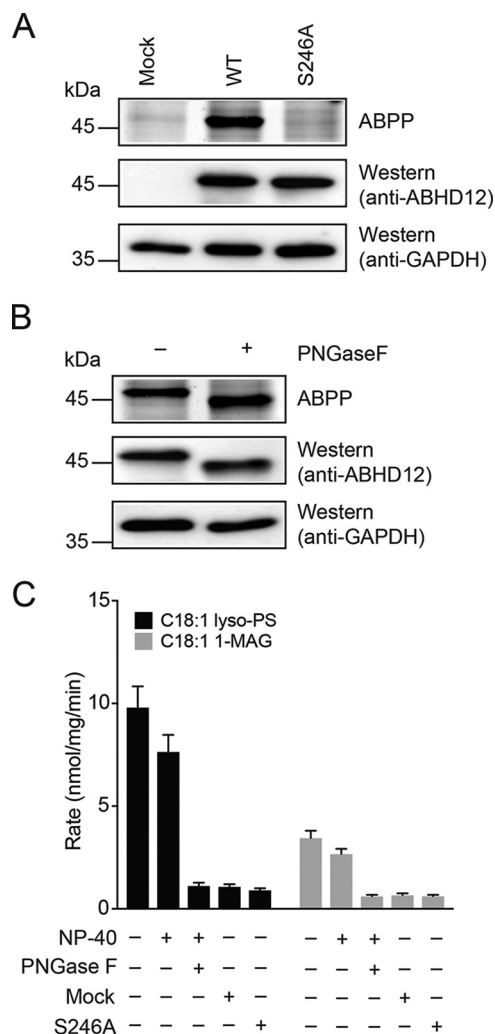 A
Mock
WT
S246A
kDa
45
ABPP
45
Western
(anti-ABHD12)
35
Western
(anti-GAPDH)
B
kDa
– +
PNGaseF
45
ABPP
45
Western
(anti-ABHD12)
35
Western
(anti-GAPDH)
C
15
10
5
0
Rate (nmol/mg/min)
C18:1 lyso-PS
C18:1 1-MAG
NP-40 – + + – – – + + – –
PNGase F – – + – – – – + – –
Mock – – – + – – – – + –
S246A – – – – + – – – – +